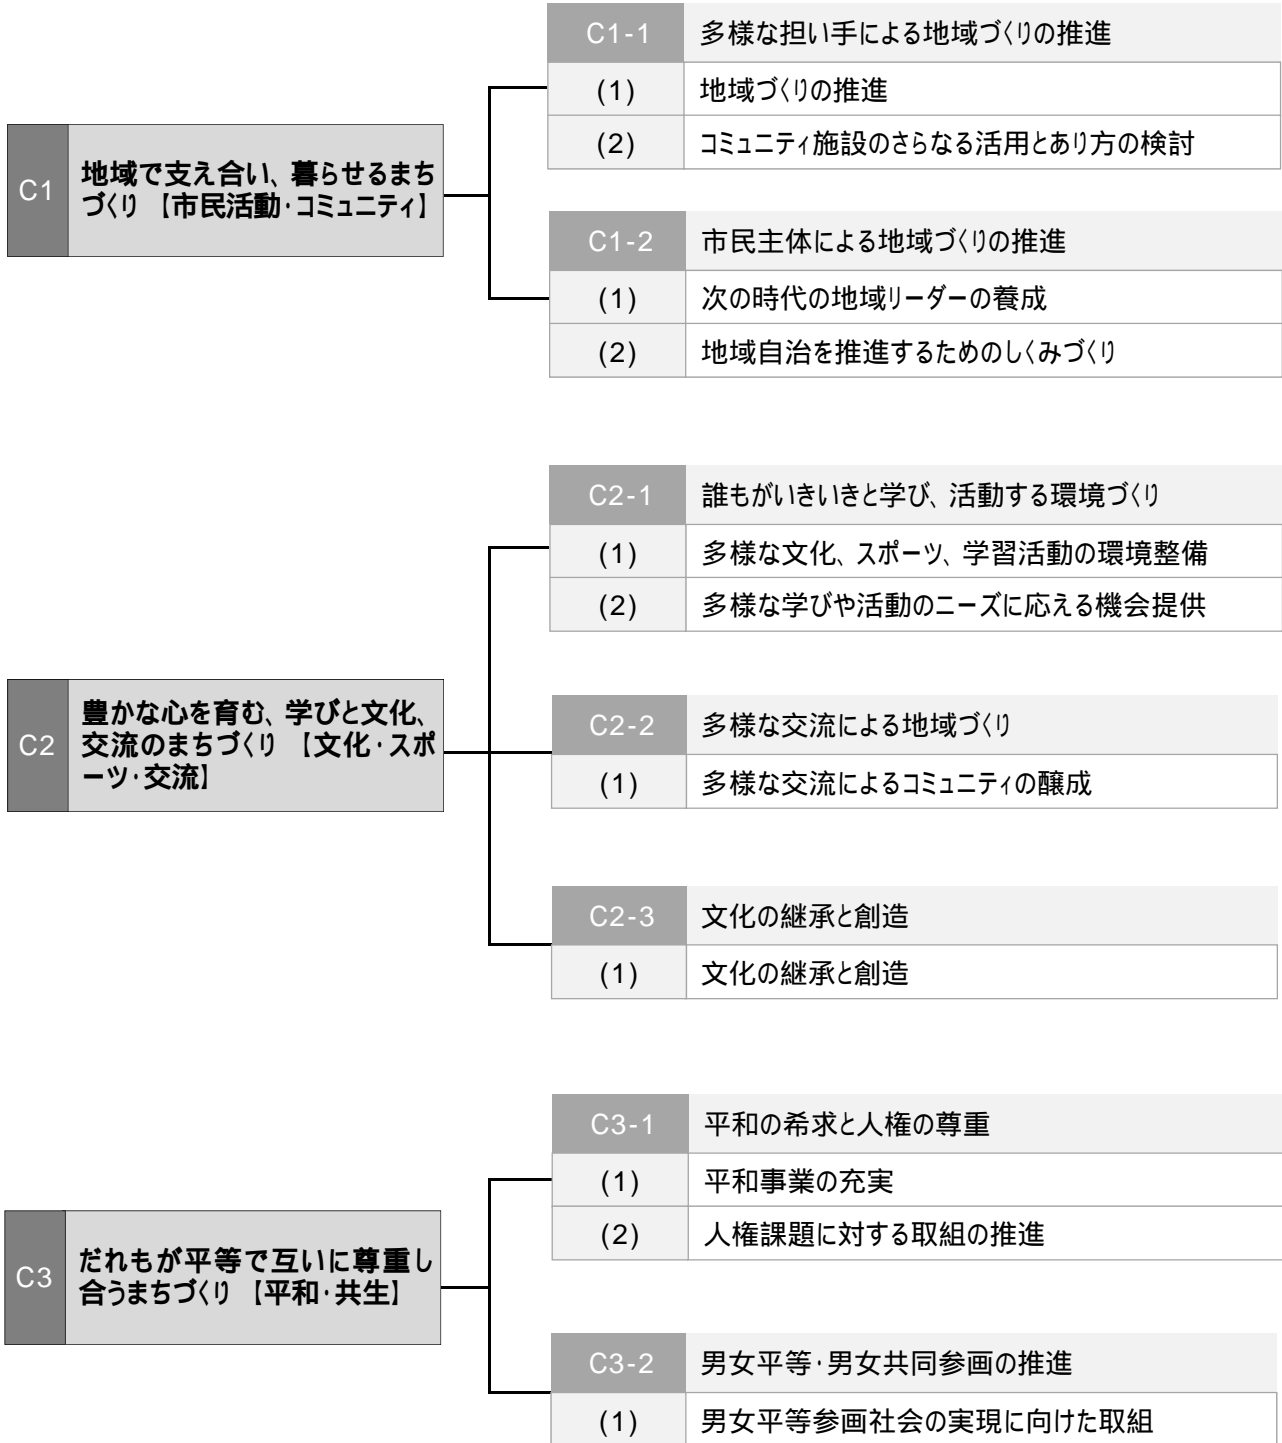 C1-1 多様な担い手による地域づくりの推進
(1) 地域づくりの推進
(2) コミュニティ施設のさらなる活用とあり方の検討
C1 地域で支え合い、暮らせるまち
づくり 【市民活動・コミュニティ】
C1-2 市民主体による地域づくりの推進
(1) 次の時代の地域リーダーの養成
(2) 地域自治を推進するためのしくみづくり
C2-1 誰もがいきいきと学び、活動する環境づくり
(1) 多様な文化、スポーツ、学習活動の環境整備
(2) 多様な学びや活動のニーズに応える機会提供
C2 豊かな心を育む、学びと文化、
交流のまちづくり 【文化・スポ
ーツ・交流】
C2-2 多様な交流による地域づくり
(1) 多様な交流によるコミュニティの醸成
C2-3 文化の継承と創造
(1) 文化の継承と創造
C3-1 平和の希求と人権の尊重
(1) 平和事業の充実
(2) 人権課題に対する取組の推進
C3 だれもが平等で互いに尊重し
合うまちづくり 【平和・共生】
C3-2 男女平等・男女共同参画の推進
(1) 男女平等参画社会の実現に向けた取組